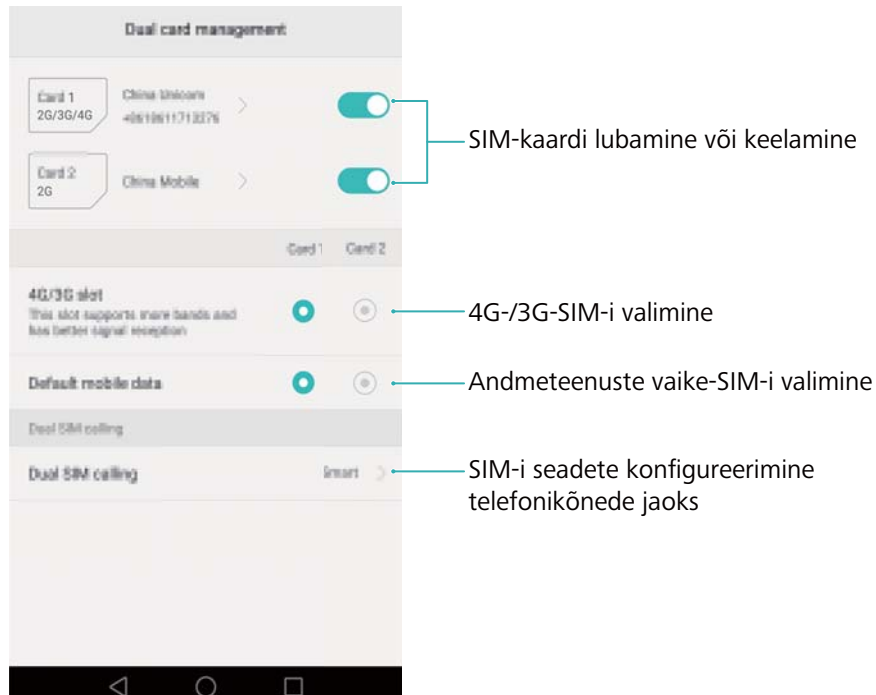 Dual card management
Card 1
2G/3G/4G
China Unicom
SIM-kaardi lubamine või keelamine
Card 2
2G
China Mobile
Card 1 Card 2
4G/3G slot
This slot supports more bands and
has better signal reception
4G-/3G-SIM-i valimine
Default mobile data
Andmeteenuste vaike-SIM-i valimine
Dual SIM calling
Dual SIM calling
Smart
SIM-i seadete konfigureerimine
telefonikõnede jaoks